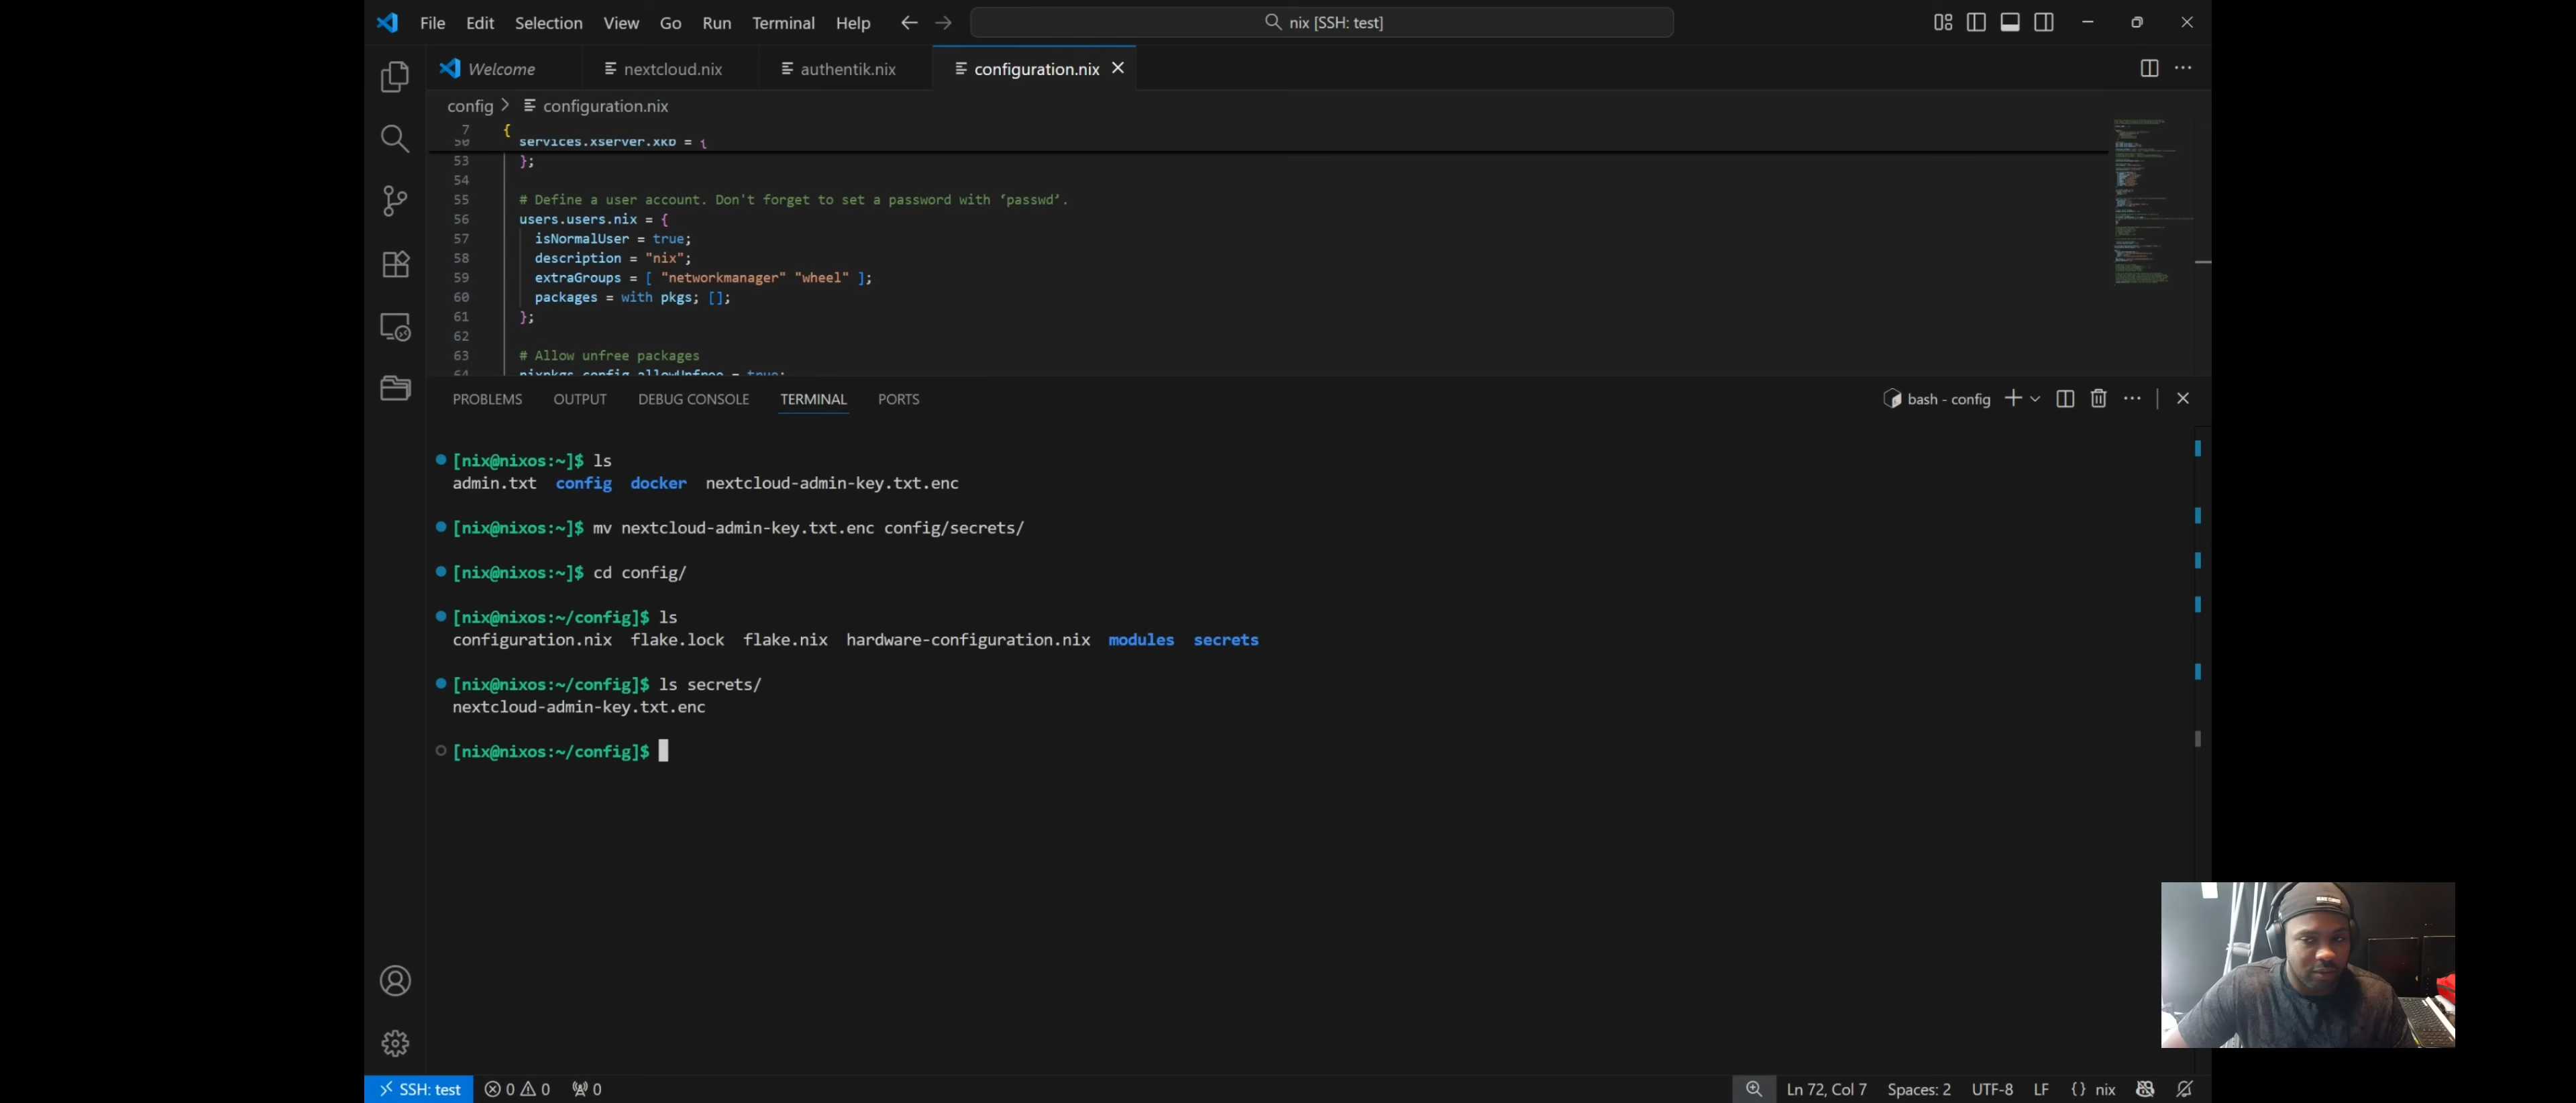 File Edit Selection View Go Run Terminal Help
nix [SSH: test]
Welcome
nextcloud.nix
authentik.nix
configuration.nix
config > configuration.nix
7 {
50 services.xserver.xkb = {
53 };
54
55 # Define a user account. Don't forget to set a password with ‘passwd’.
56 users.users.nix = {
57 isNormalUser = true;
58 description = "nix";
59 extraGroups = [ "networkmanager" "wheel" ];
60 packages = with pkgs; [];
61 };
62
63 # Allow unfree packages
64 nixpkgs.config.allowUnfree = true;
PROBLEMS OUTPUT DEBUG CONSOLE TERMINAL PORTS
bash - config
[nix@nixos:~]$ ls
admin.txt config docker nextcloud-admin-key.txt.enc
[nix@nixos:~]$ mv nextcloud-admin-key.txt.enc config/secrets/
[nix@nixos:~]$ cd config/
[nix@nixos:~/config]$ ls
configuration.nix flake.lock flake.nix hardware-configuration.nix modules secrets
[nix@nixos:~/config]$ ls secrets/
nextcloud-admin-key.txt.enc
[nix@nixos:~/config]$
SSH: test 0 0 0
Ln 72, Col 7 Spaces: 2 UTF-8 LF {} nix